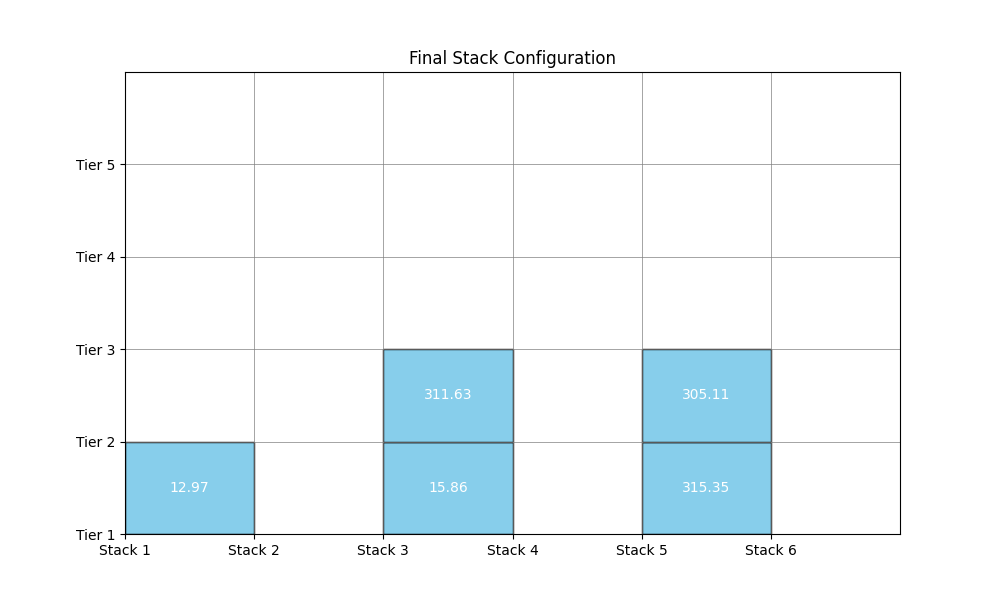 Final Stack Configuration
Tier 5
Tier 4
Tier 3
311.63 305.11
Tier 2
12.97 15.86 315.35
Tier 1
Stack 1 Stack 2 Stack 3 Stack 4 Stack 5 Stack 6